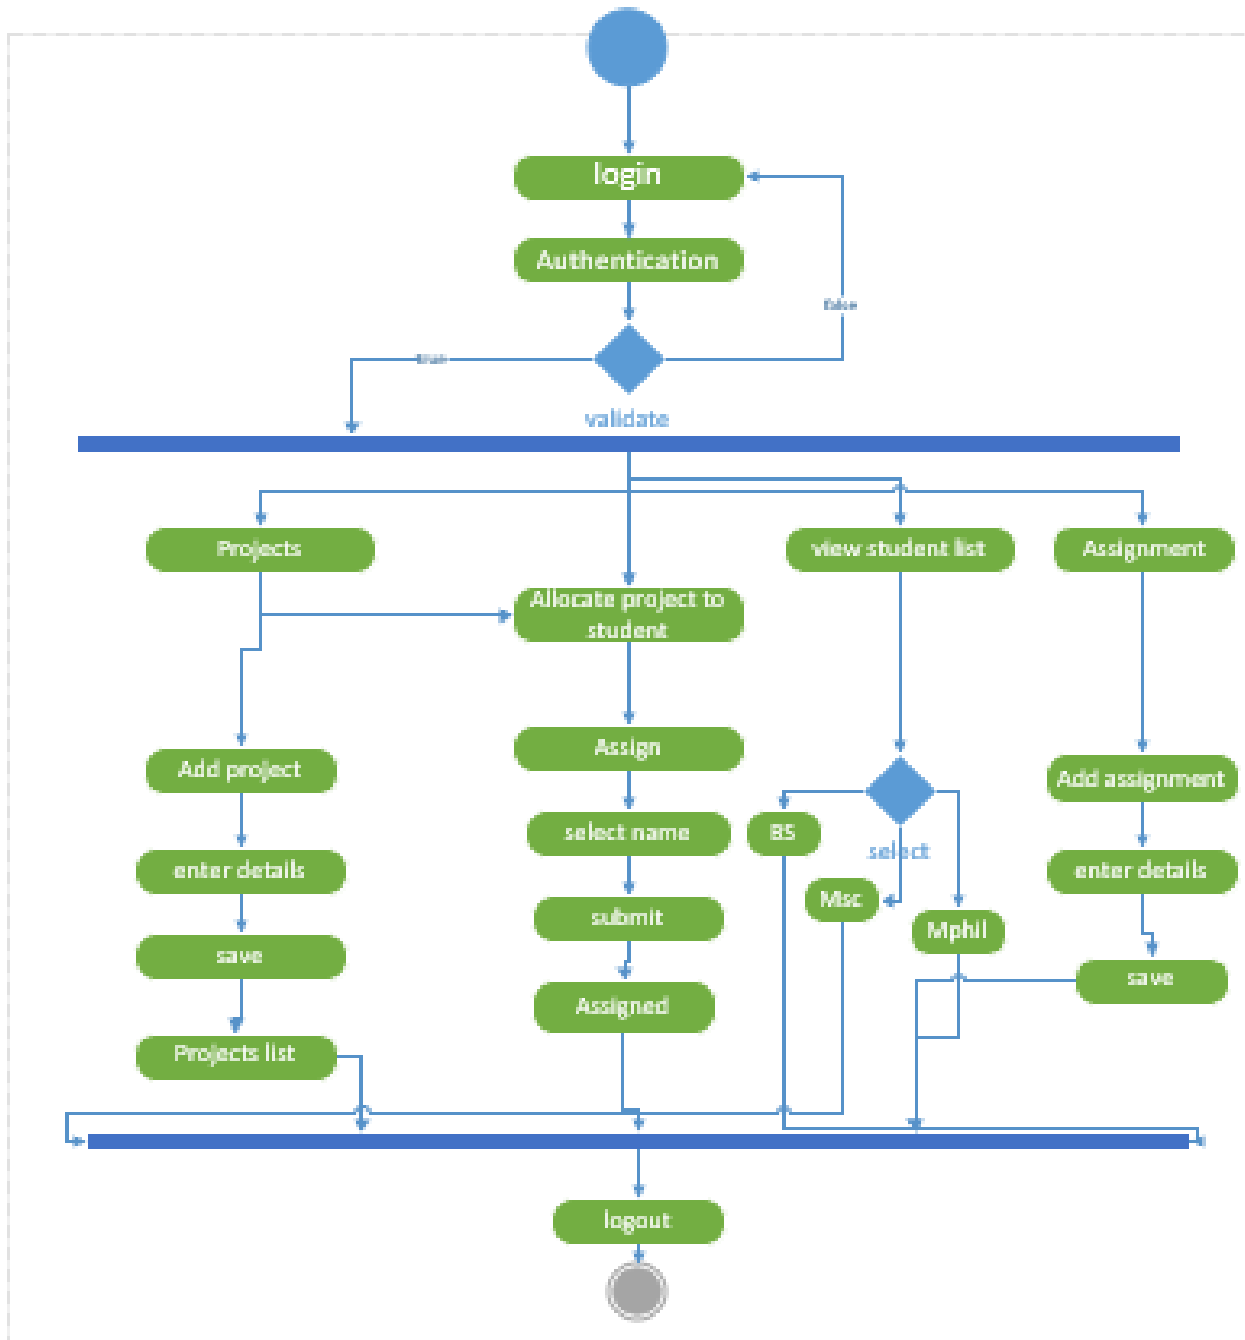 login
Authentication
false
true
validate
Projects
view student list
Assignment
Allocate project to
student
Assign
Add project
Add assignment
select name
BS
select
enter details
enter details
Msc
submit
Mphil
save
save
Assigned
Projects list
logout